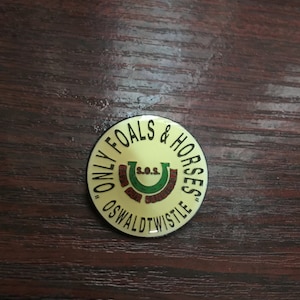 "ONLY FOALS & HORSES"
S.O.S.
OSWALDTWISTLE